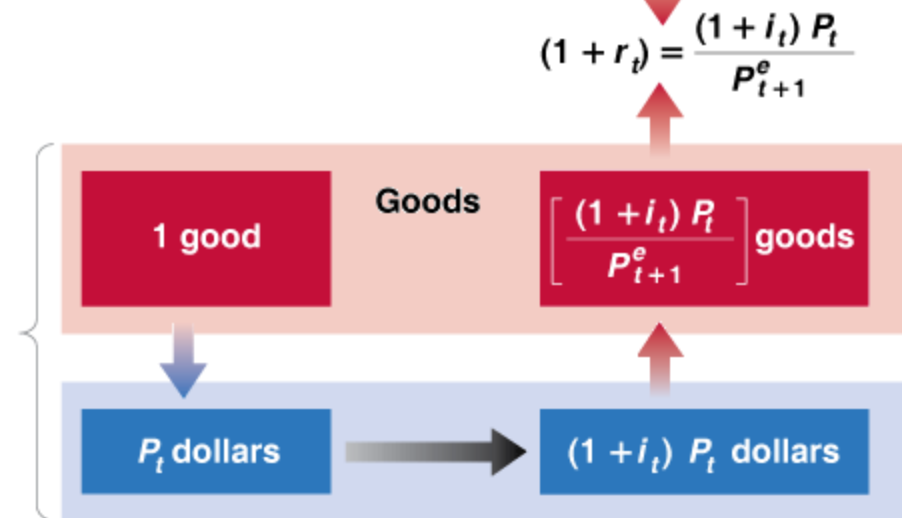 (1 + r_t) = (1 + i_t) P_t / P^e_{t+1}
Goods
1 good
[(1 + i_t) P_t / P^e_{t+1}] goods
P_t dollars
(1 + i_t) P_t dollars